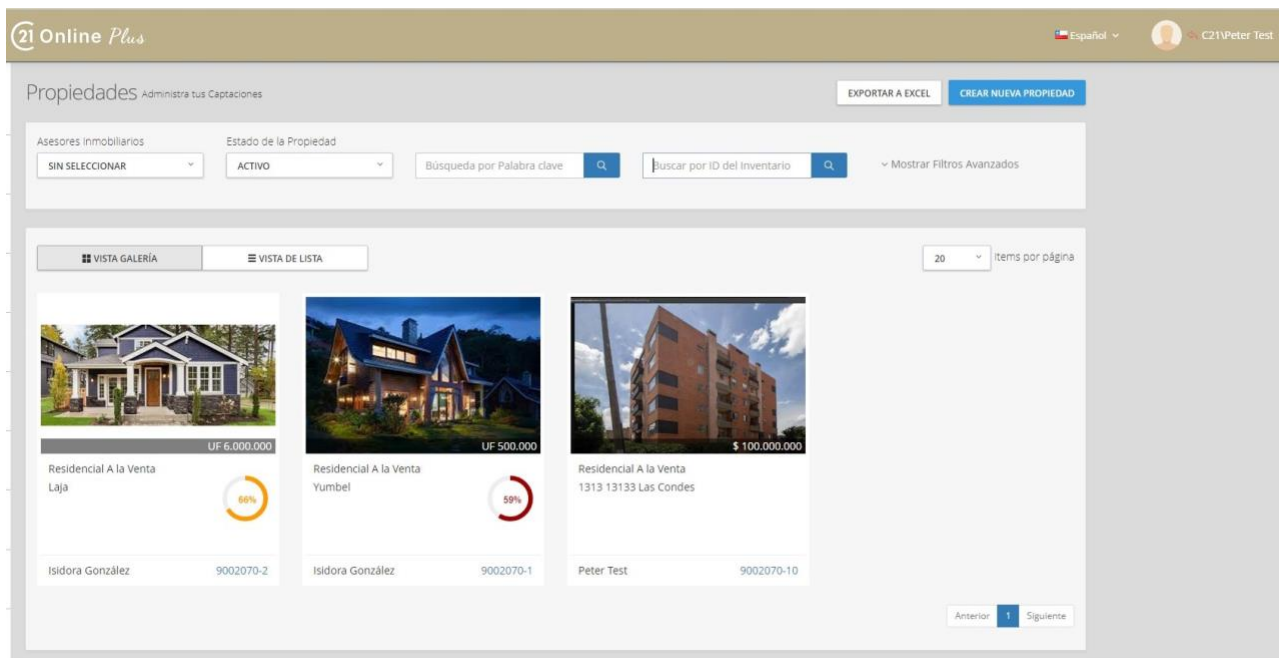 21 Online Plus
Español
C21\Peter Test
Propiedades Administra tus Captaciones
EXPORTAR A EXCEL
CREAR NUEVA PROPIEDAD
Asesores Inmobiliarios
Estado de la Propiedad
SIN SELECCIONAR
ACTIVO
Búsqueda por Palabra clave
Buscar por ID del Inventario
Mostrar Filtros Avanzados
VISTA GALERÍA
VISTA DE LISTA
20
Items por página
UF 6.000.000
Residencial A la Venta
Laja
66%
Isidora González
9002070-2
UF 500.000
Residencial A la Venta
Yumbel
59%
Isidora González
9002070-1
$ 100.000.000
Residencial A la Venta
1313 13133 Las Condes
Peter Test
9002070-10
Anterior
1
Siguiente